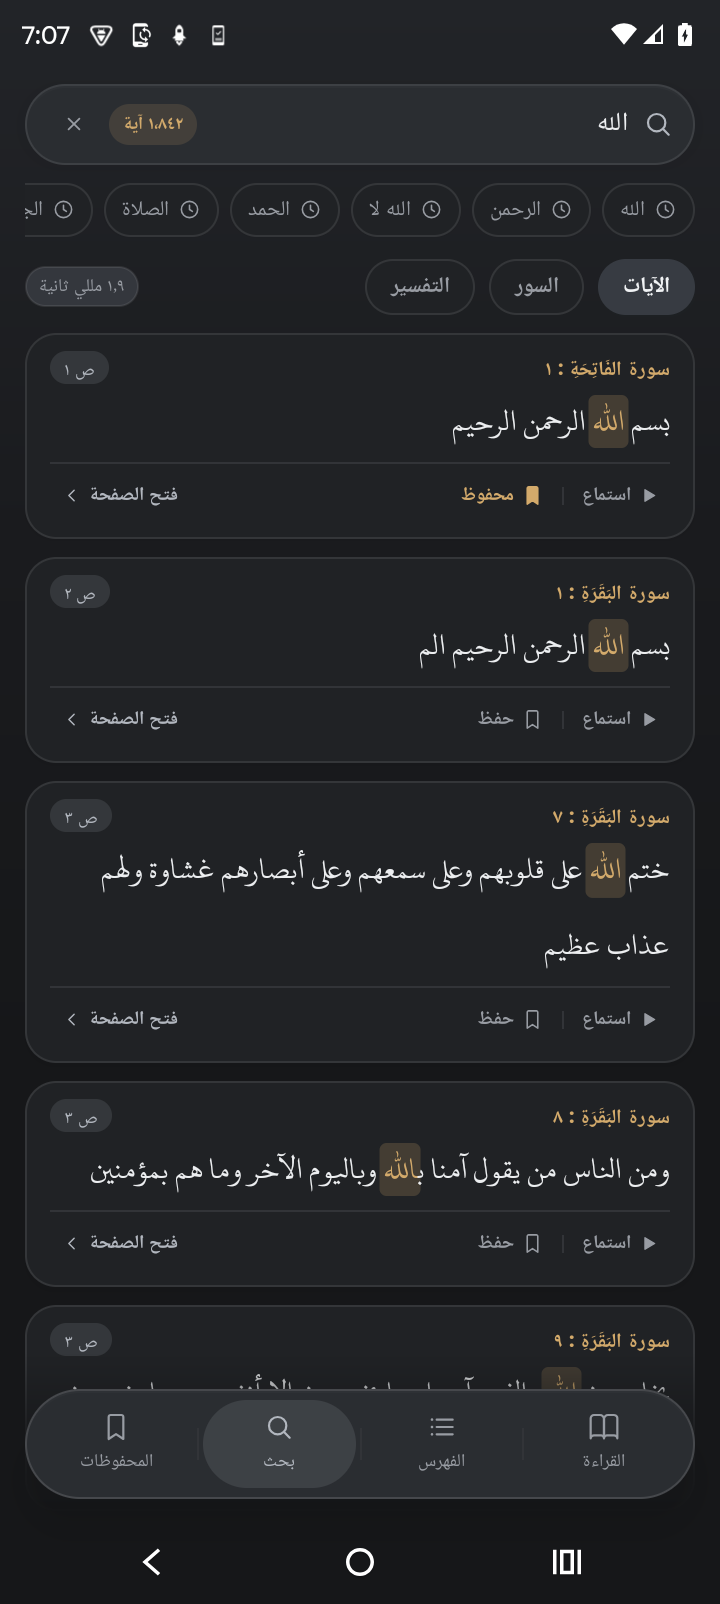 7:07
الله
١٬٨٤٢ آية
الله
الرحمن
الله لا
الحمد
الصلاة
الآيات
السور
التفسير
١,٩ مللي ثانية
سورة الفَاتِحَةِ : ١
ص ١
بسم الله الرحمن الرحيم
استماع
محفوظ
فتح الصفحة
سورة البَقَرَةِ : ١
ص ٢
بسم الله الرحمن الرحيم الم
استماع
حفظ
فتح الصفحة
سورة البَقَرَةِ : ٧
ص ٣
ختم الله على قلوبهم وعلى سمعهم وعلى أبصارهم غشاوة ولهم
عذاب عظيم
استماع
حفظ
فتح الصفحة
سورة البَقَرَةِ : ٨
ص ٣
ومن الناس من يقول آمنا بالله وباليوم الآخر وما هم بمؤمنين
استماع
حفظ
فتح الصفحة
سورة البَقَرَةِ : ٩
ص ٣
القراءة
الفهرس
بحث
المحفوظات